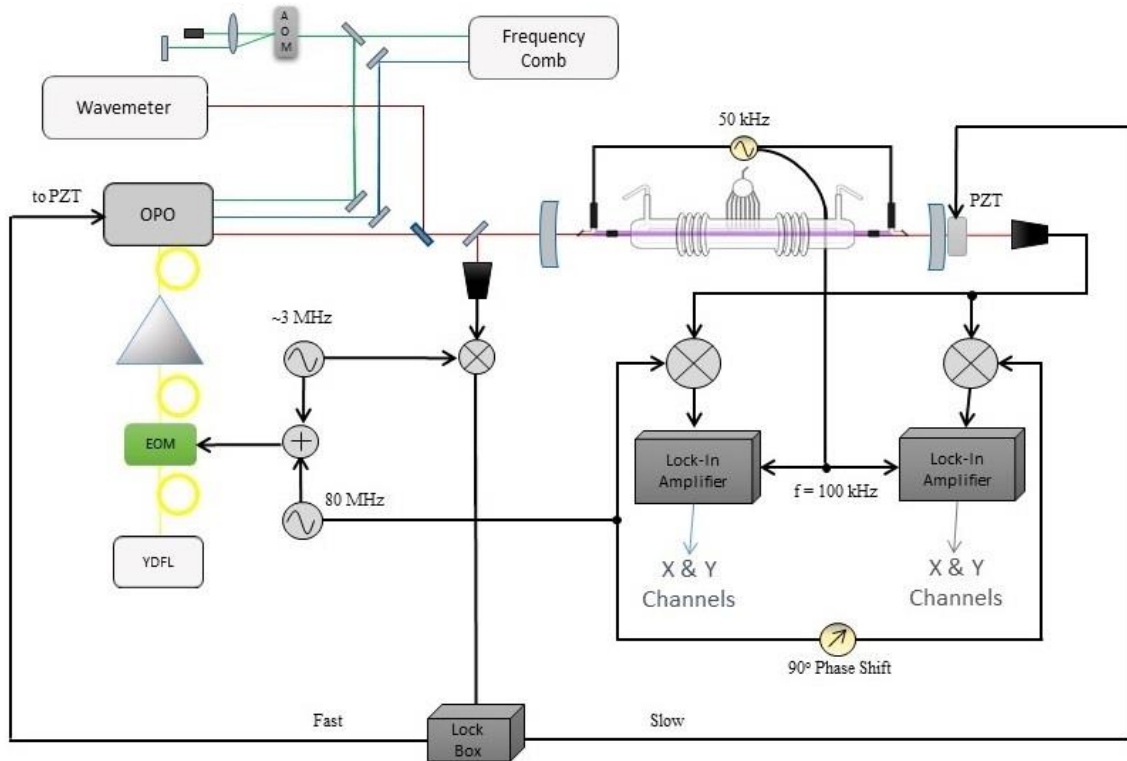 A
O
M
Frequency
Comb
Wavemeter
50 kHz
to PZT
OPO
PZT
~3 MHz
EOM
Lock-In
Amplifier
Lock-In
Amplifier
f = 100 kHz
80 MHz
YDFL
X & Y
Channels
X & Y
Channels
90° Phase Shift
Fast
Lock
Box
Slow